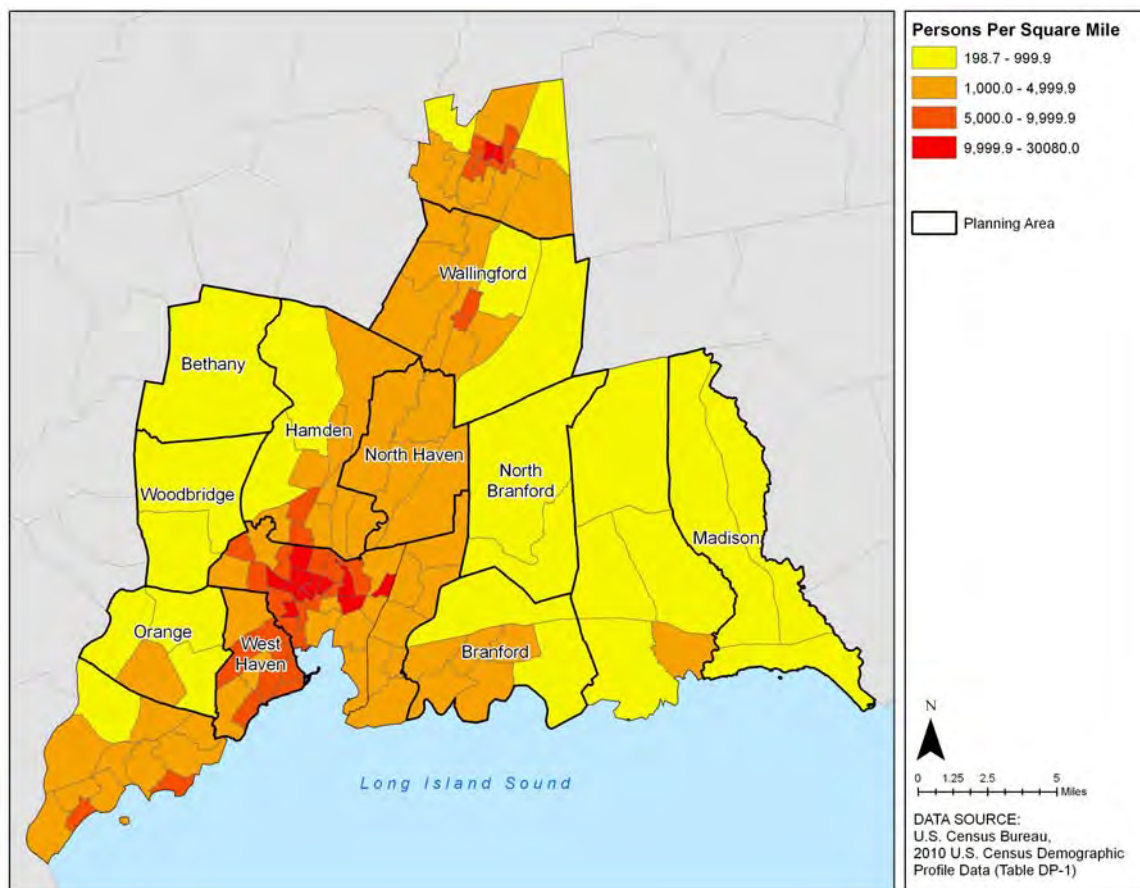 Wallingford
Bethany
Hamden
North Haven
North
Branford
Woodbridge
Madison
Orange
West
Haven
Branford
Long Island Sound
Persons Per Square Mile
198.7 - 999.9
1,000.0 - 4,999.9
5,000.0 - 9,999.9
9,999.9 - 30080.0
Planning Area
N
0 1.25 2.5 5
Miles
DATA SOURCE:
U.S. Census Bureau,
2010 U.S. Census Demographic
Profile Data (Table DP-1)